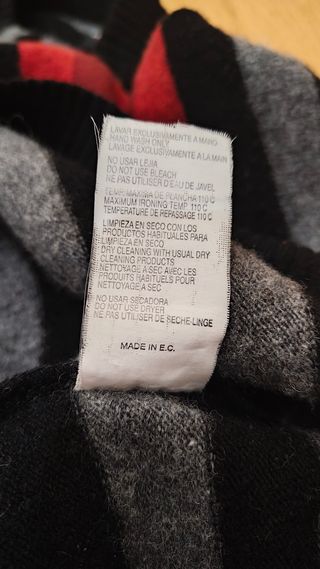 LAVAR EXCLUSIVAMENTE A MANO
HAND WASH ONLY
LAVAGE EXCLUSIVAMENTE A LA MAIN
NO USAR LEJIA
DO NOT USE BLEACH
NE PAS UTILISER D'EAU DE JAVEL
TEMP. MAXIMA DE PLANCHA 110 C
MAXIMUM IRONING TEMP. 110 C
TEMPERATURE DE REPASSAGE 110 C
LIMPIEZA EN SECO CON LOS
PRODUCTOS HABITUALES PARA
LIMPIEZA EN SECO
DRY CLEANING WITH USUAL DRY
CLEANING PRODUCTS
NETTOYAGE A SEC AVEC LES
PRODUITS HABITUELS POUR
NETTOYAGE A SEC
NO USAR SECADORA
DO NOT USE DRYER
NE PAS UTILISER DE SECHE-LINGE
MADE IN E.C.